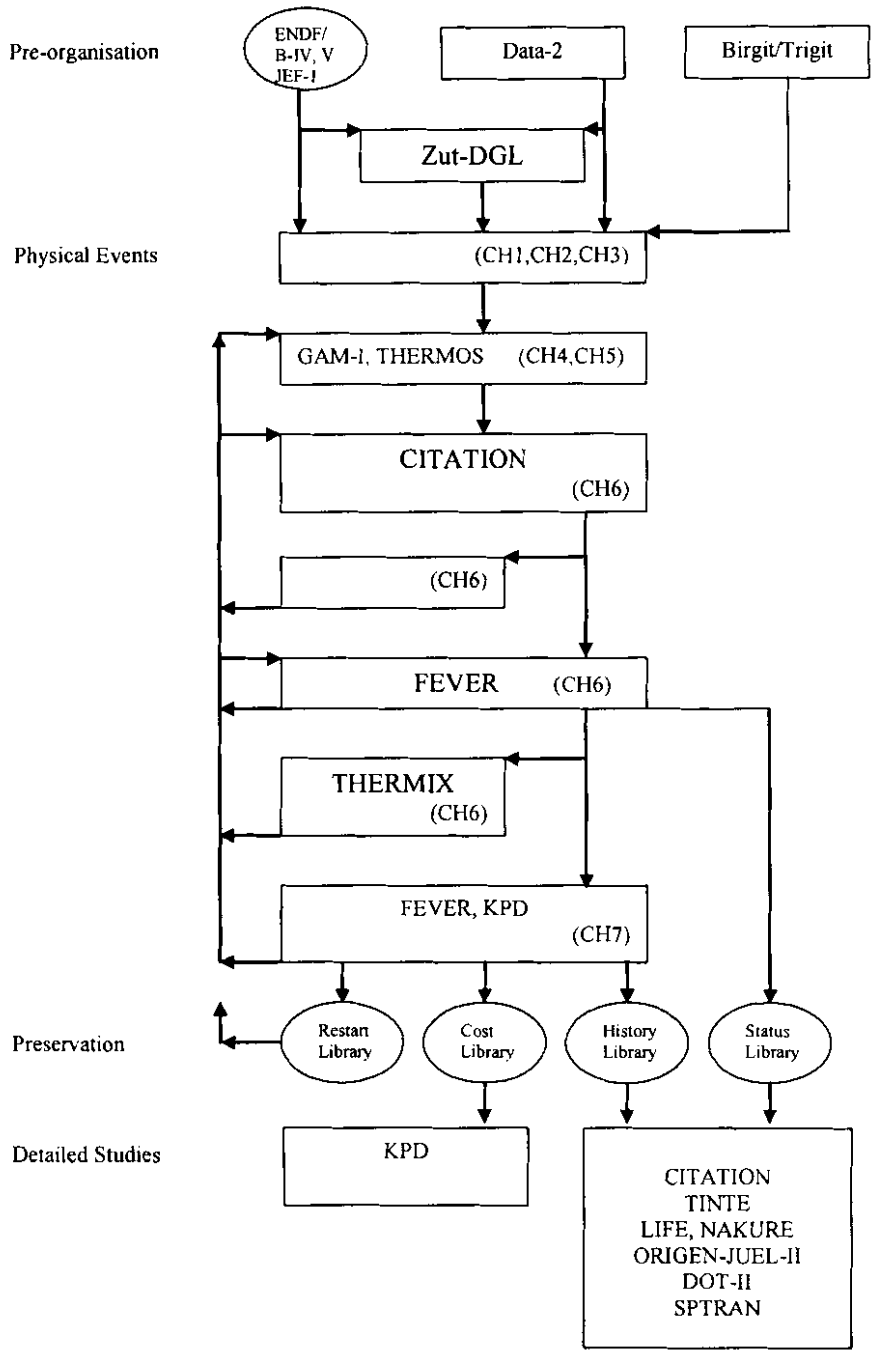 Pre-organisation
ENDF/
B-IV, V
JEF-1
Data-2
Birgit/Trigit
Zut-DGL
Physical Events
(CH1,CH2,CH3)
GAM-I, THERMOS (CH4,CH5)
CITATION
(CH6)
(CH6)
FEVER (CH6)
THERMIX
(CH6)
FEVER, KPD
(CH7)
Preservation
Restart
Library
Cost
Library
History
Library
Status
Library
Detailed Studies
KPD
CITATION
TINTE
LIFE, NAKURE
ORIGEN-JUEL-II
DOT-II
SPTRAN